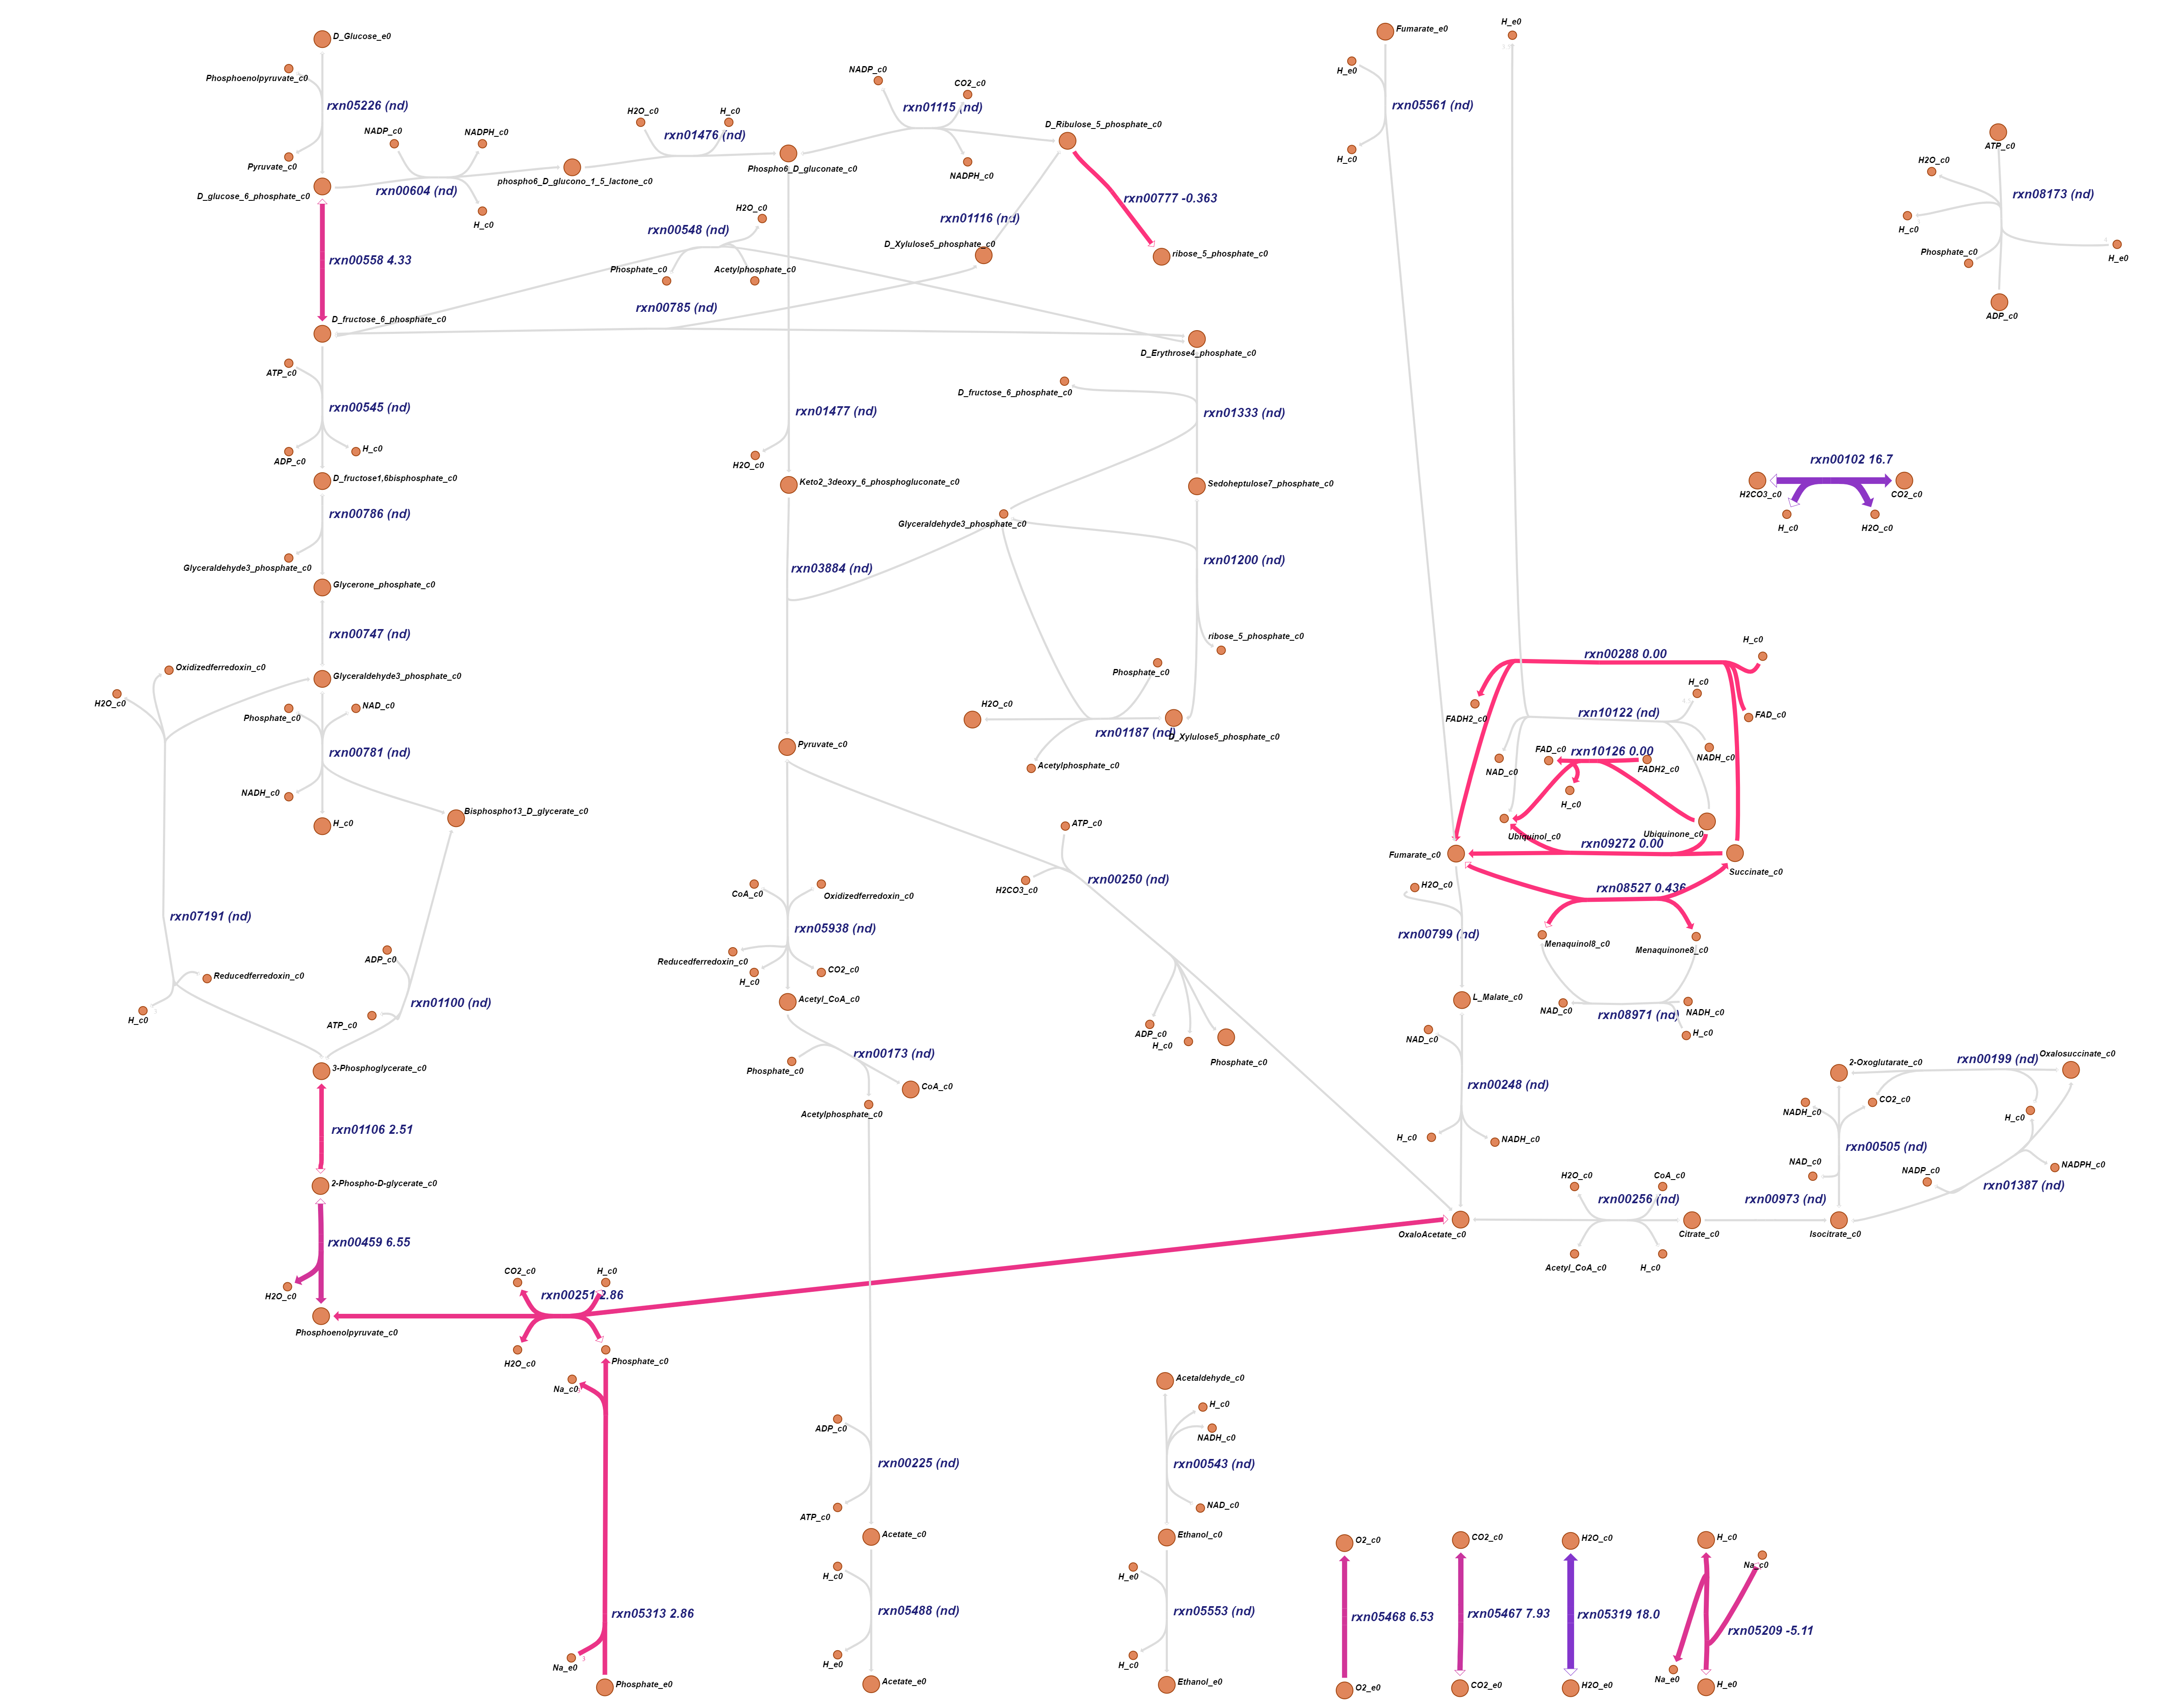 D_Glucose_e0
Phosphoenolpyruvate_c0
rxn05226 (nd)
Pyruvate_c0
D_glucose_6_phosphate_c0
NADP_c0
NADPH_c0
rxn00604 (nd)
H_c0
phospho6_D_glucono_1_5_lactone_c0
H2O_c0
H_c0
rxn01476 (nd)
Phospho6_D_gluconate_c0
NADP_c0
CO2_c0
rxn01115 (nd)
NADPH_c0
D_Ribulose_5_phosphate_c0
rxn00777 -0.363
ribose_5_phosphate_c0
rxn01116 (nd)
D_Xylulose5_phosphate_c0
H2O_c0
rxn00548 (nd)
Phosphate_c0
Acetylphosphate_c0
rxn00785 (nd)
rxn00558 4.33
D_fructose_6_phosphate_c0
D_Erythrose4_phosphate_c0
ATP_c0
rxn00545 (nd)
ADP_c0
H_c0
D_fructose1,6bisphosphate_c0
rxn00786 (nd)
Glyceraldehyde3_phosphate_c0
Glycerone_phosphate_c0
rxn00747 (nd)
Glyceraldehyde3_phosphate_c0
Oxidizedferredoxin_c0
H2O_c0
Phosphate_c0
NAD_c0
rxn00781 (nd)
NADH_c0
H_c0
Bisphospho13_D_glycerate_c0
rxn07191 (nd)
Reducedferredoxin_c0
H_c0
ADP_c0
rxn01100 (nd)
ATP_c0
3-Phosphoglycerate_c0
rxn01106 2.51
2-Phospho-D-glycerate_c0
rxn00459 6.55
H2O_c0
Phosphoenolpyruvate_c0
CO2_c0
H_c0
rxn00251 2.86
H2O_c0
Phosphate_c0
Na_c0
rxn05313 2.86
Na_e0
Phosphate_e0
rxn01477 (nd)
H2O_c0
Keto2_3deoxy_6_phosphogluconate_c0
rxn03884 (nd)
D_fructose_6_phosphate_c0
rxn01333 (nd)
Sedoheptulose7_phosphate_c0
Glyceraldehyde3_phosphate_c0
rxn01200 (nd)
ribose_5_phosphate_c0
Phosphate_c0
H2O_c0
rxn01187 (nd)
D_Xylulose5_phosphate_c0
Acetylphosphate_c0
Pyruvate_c0
ATP_c0
H2CO3_c0
rxn00250 (nd)
CoA_c0
Oxidizedferredoxin_c0
rxn05938 (nd)
Reducedferredoxin_c0
H_c0
CO2_c0
Acetyl_CoA_c0
ADP_c0
H_c0
Phosphate_c0
Phosphate_c0
rxn00173 (nd)
CoA_c0
Acetylphosphate_c0
ADP_c0
rxn00225 (nd)
ATP_c0
Acetate_c0
H_c0
rxn05488 (nd)
H_e0
Acetate_e0
Acetaldehyde_c0
H_c0
NADH_c0
rxn00543 (nd)
NAD_c0
Ethanol_c0
H_e0
rxn05553 (nd)
H_c0
Ethanol_e0
Fumarate_e0
H_e0
rxn05561 (nd)
H_c0
H_e0
ATP_c0
H2O_c0
rxn08173 (nd)
H_c0
Phosphate_c0
H_e0
ADP_c0
rxn00102 16.7
H2CO3_c0
CO2_c0
H_c0
H2O_c0
H_c0
rxn00288 0.00
FADH2_c0
FAD_c0
H_c0
rxn10122 (nd)
NAD_c0
NADH_c0
FAD_c0
rxn10126 0.00
FADH2_c0
H_c0
Ubiquinol_c0
Ubiquinone_c0
rxn09272 0.00
Fumarate_c0
Succinate_c0
rxn08527 0.436
H2O_c0
rxn00799 (nd)
Menaquinol8_c0
Menaquinone8_c0
L_Malate_c0
NAD_c0
NADH_c0
rxn08971 (nd)
H_c0
NAD_c0
rxn00248 (nd)
H_c0
NADH_c0
OxaloAcetate_c0
H2O_c0
CoA_c0
rxn00256 (nd)
Acetyl_CoA_c0
H_c0
Citrate_c0
rxn00973 (nd)
Isocitrate_c0
2-Oxoglutarate_c0
rxn00199 (nd)
Oxalosuccinate_c0
NADH_c0
CO2_c0
H_c0
rxn00505 (nd)
NAD_c0
NADP_c0
NADPH_c0
rxn01387 (nd)
O2_c0
rxn05468 6.53
O2_e0
CO2_c0
rxn05467 7.93
CO2_e0
H2O_c0
rxn05319 18.0
H2O_e0
H_c0
Na_c0
rxn05209 -5.11
Na_e0
H_e0